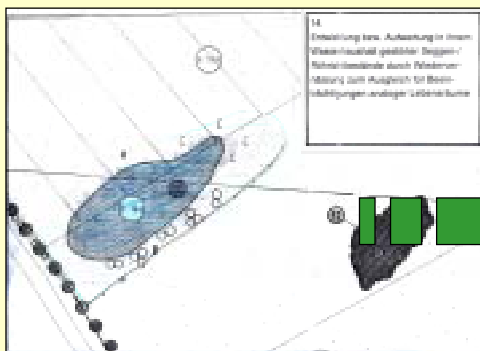 14.
Entwicklung bzw. Aufwertung in ihrem
Wasserhaushalt gestörter Seggen-/
Röhrichtbestände durch Wiederver-
nässung zum Ausgleich für Beein-
trächtigungen analoger Lebensräume